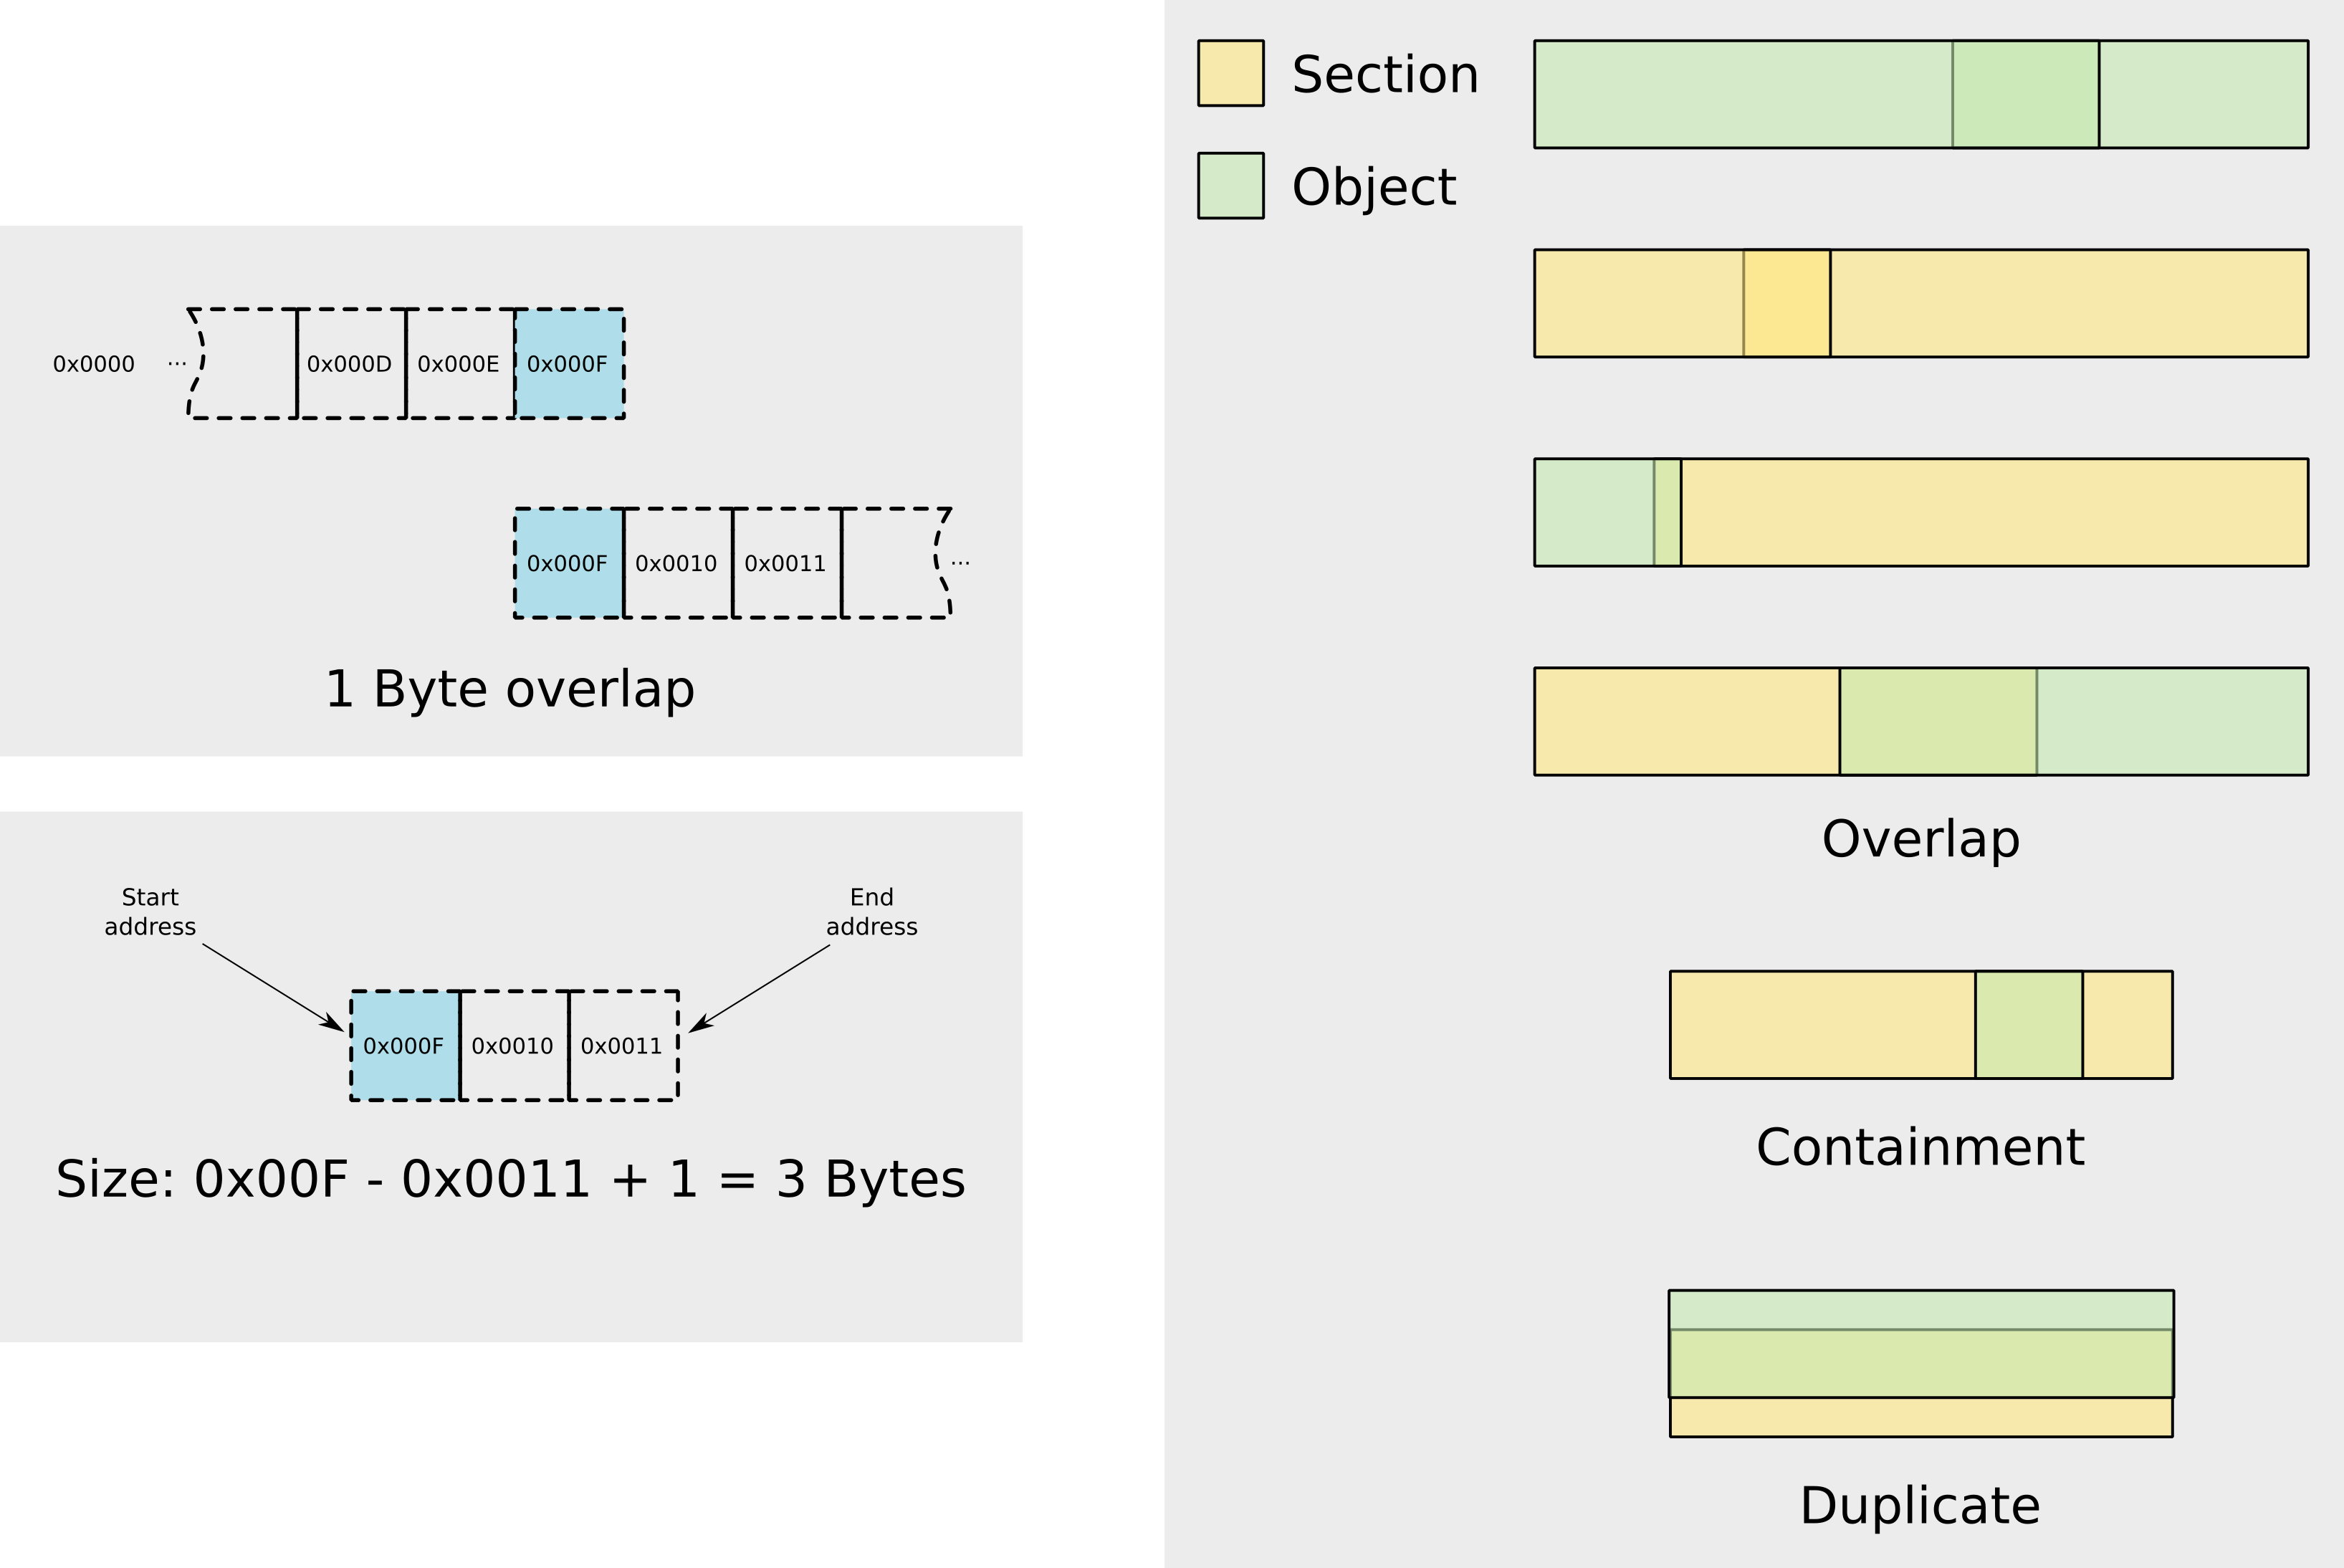 0x0000
...
0x000D
0x000E
0x000F
0x000F
0x0010
0x0011
...
1 Byte overlap
Start
address
End
address
0x000F
0x0010
0x0011
Size: 0x00F - 0x0011 + 1 = 3 Bytes
Section
Object
Overlap
Containment
Duplicate